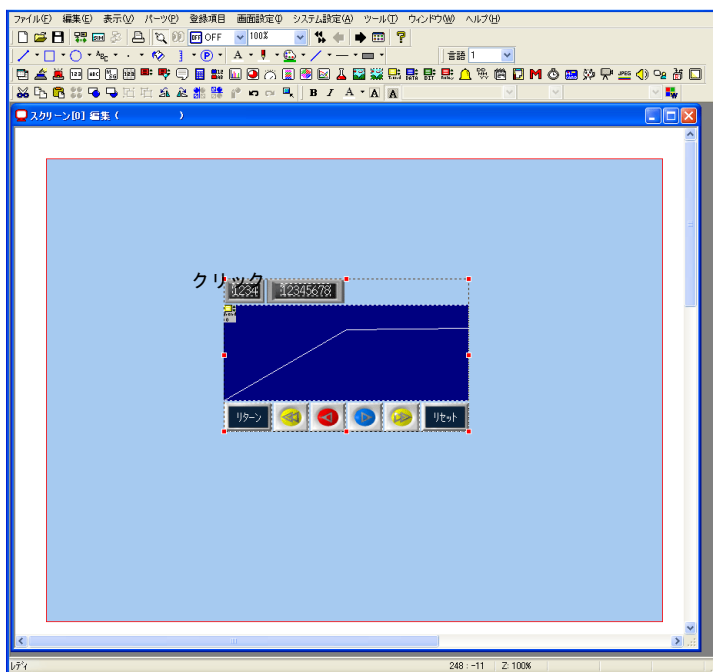 ファイル(F) 編集(E) 表示(V) パーツ(P) 登録項目 画面設定(I) システム設定(A) ツール(T) ウィンドウ(W) ヘルプ(H)
OFF 100%
言語 1
B I A A A
スクリーン[0] 編集 ( )
クリック
1234 12345678
リターン リセット
レディ 248 : -11 Z: 100%